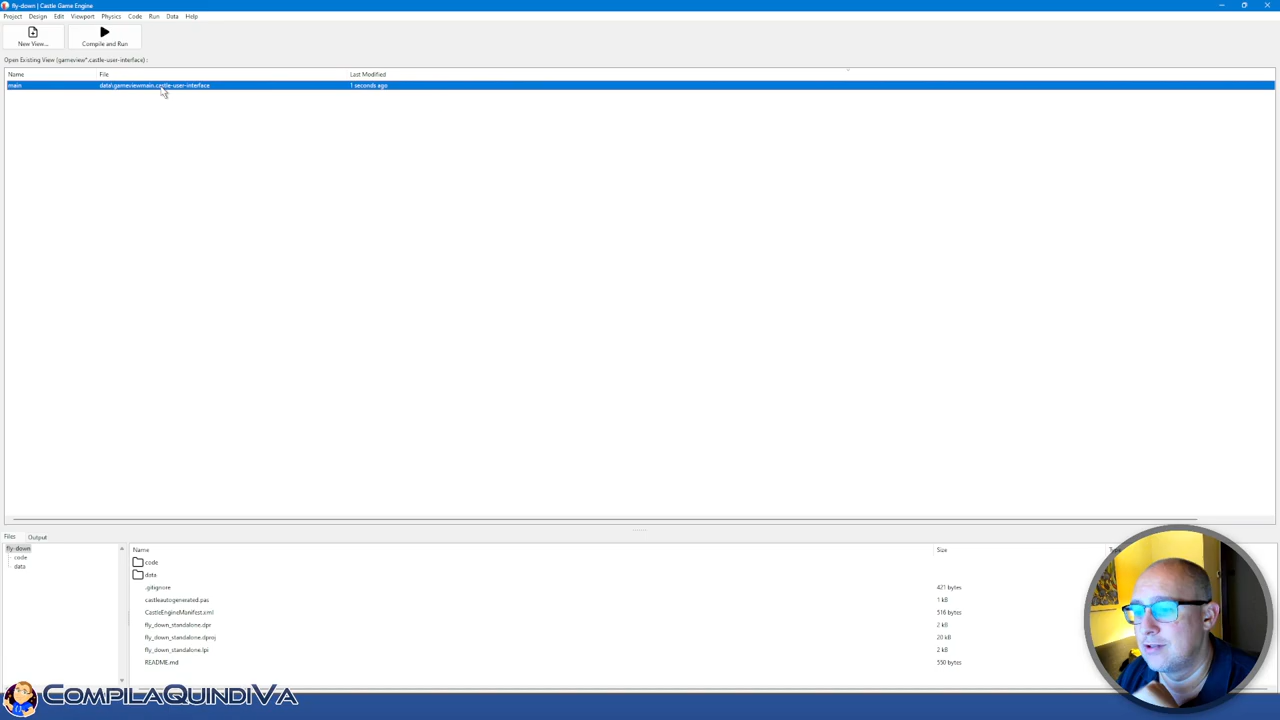 fly-down | Castle Game Engine
Project Design Edit Viewport Physics Code Run Data Help
New View... Compile and Run
Open Existing View (gameview*.castle-user-interface) :
Name File Last Modified
main data\gameviewmain.castle-user-interface 1 seconds ago
Files Output
fly-down
code
data
Name Size Type
code
data
.gitignore 421 bytes
castleautogenerated.pas 1 kB
CastleEngineManifest.xml 516 bytes
fly_down_standalone.dpr 2 kB
fly_down_standalone.dproj 20 kB
fly_down_standalone.lpi 2 kB
README.md 550 bytes
CompilaQuindiVa